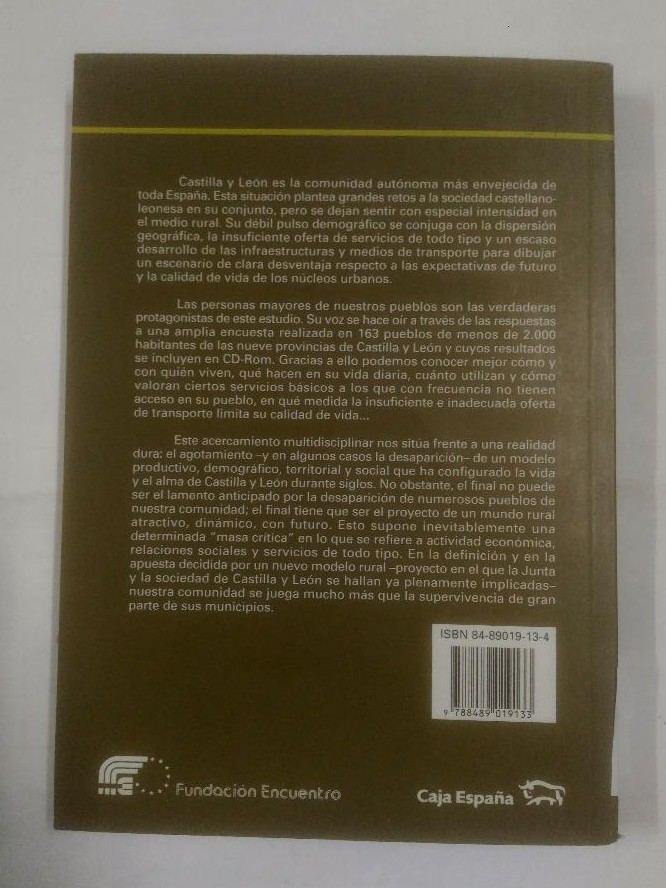 Castilla y León es la comunidad autónoma más envejecida de
toda España. Esta situación plantea grandes retos a la sociedad castellano-
leonesa en su conjunto, pero se dejan sentir con especial intensidad en
el medio rural. Su débil pulso demográfico se conjuga con la dispersión
geográfica, la insuficiente oferta de servicios de todo tipo y un escaso
desarrollo de las infraestructuras y medios de transporte para dibujar
un escenario de clara desventaja respecto a las expectativas de futuro
y la calidad de vida de los núcleos urbanos.
Las personas mayores de nuestros pueblos son las verdaderas
protagonistas de este estudio. Su voz se hace oír a través de las respuestas
a una amplia encuesta realizada en 163 pueblos de menos de 2.000
habitantes de las nueve provincias de Castilla y León y cuyos resultados
se incluyen en CD-Rom. Gracias a ello podemos conocer mejor cómo y
con quién viven, qué hacen en su vida diaria, cuánto utilizan y cómo
valoran ciertos servicios básicos a los que con frecuencia no tienen
acceso en su pueblo, en qué medida la insuficiente e inadecuada oferta
de transporte limita su calidad de vida...
Este acercamiento multidisciplinar nos sitúa frente a una realidad
dura: el agotamiento –y en algunos casos la desaparición– de un modelo
productivo, demográfico, territorial y social que ha configurado la vida
y el alma de Castilla y León durante siglos. No obstante, el final no puede
ser el lamento anticipado por la desaparición de numerosos pueblos de
nuestra comunidad; el final tiene que ser el proyecto de un mundo rural
atractivo, dinámico, con futuro. Esto supone inevitablemente una
determinada "masa crítica" en lo que se refiere a actividad económica,
relaciones sociales y servicios de todo tipo. En la definición y en la
apuesta decidida por un nuevo modelo rural –proyecto en el que la Junta
y la sociedad de Castilla y León se hallan ya plenamente implicadas–
nuestra comunidad se juega mucho más que la supervivencia de gran
parte de sus municipios.
ISBN 84-89019-13-4
9 788489 019133
Fundación Encuentro
Caja España